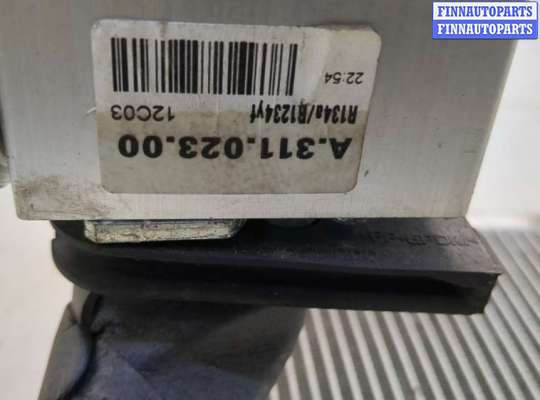 FINNAUTOPARTS
FINNAUTOPARTS
A.311.023.00
R134a/R1234yf
12C03
22:54